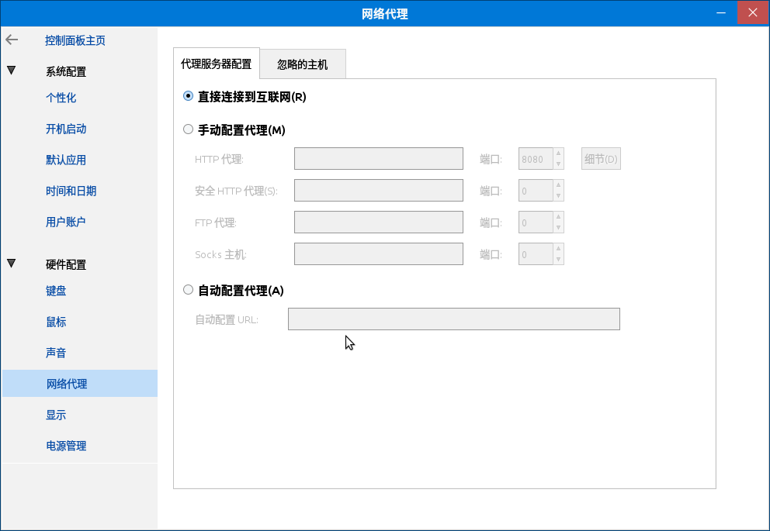 网络代理
控制面板主页
系统配置
个性化
开机启动
默认应用
时间和日期
用户账户
硬件配置
键盘
鼠标
声音
网络代理
显示
电源管理
代理服务器配置
忽略的主机
直接连接到互联网(R)
手动配置代理(M)
HTTP 代理: 端口: 8080 细节(D)
安全 HTTP 代理(S): 端口: 0
FTP 代理: 端口: 0
Socks 主机: 端口: 0
自动配置代理(A)
自动配置 URL: